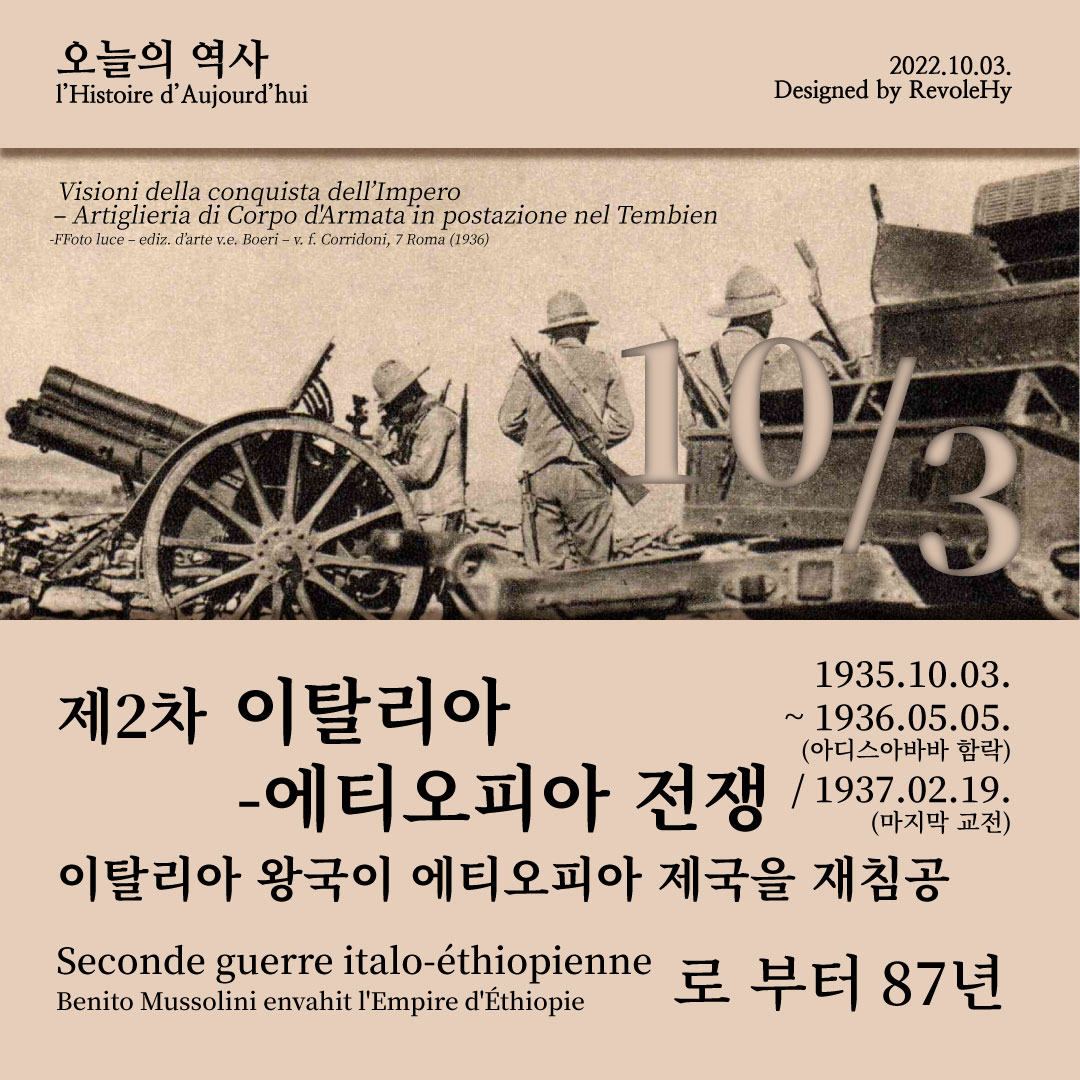 오늘의 역사
l’Histoire d’Aujourd’hui
2022.10.03.
Designed by RevoleHy
Visioni della conquista dell’Impero
– Artiglieria di Corpo d'Armata in postazione nel Tembien
-FFoto luce – ediz. d’arte v.e. Boeri – v. f. Corridoni, 7 Roma (1936)
10/3
제2차 이탈리아
-에티오피아 전쟁
1935.10.03.
~ 1936.05.05.
(아디스아바바 함락)
/ 1937.02.19.
(마지막 교전)
이탈리아 왕국이 에티오피아 제국을 재침공
Seconde guerre italo-éthiopienne
Benito Mussolini envahit l'Empire d'Éthiopie
로 부터 87년